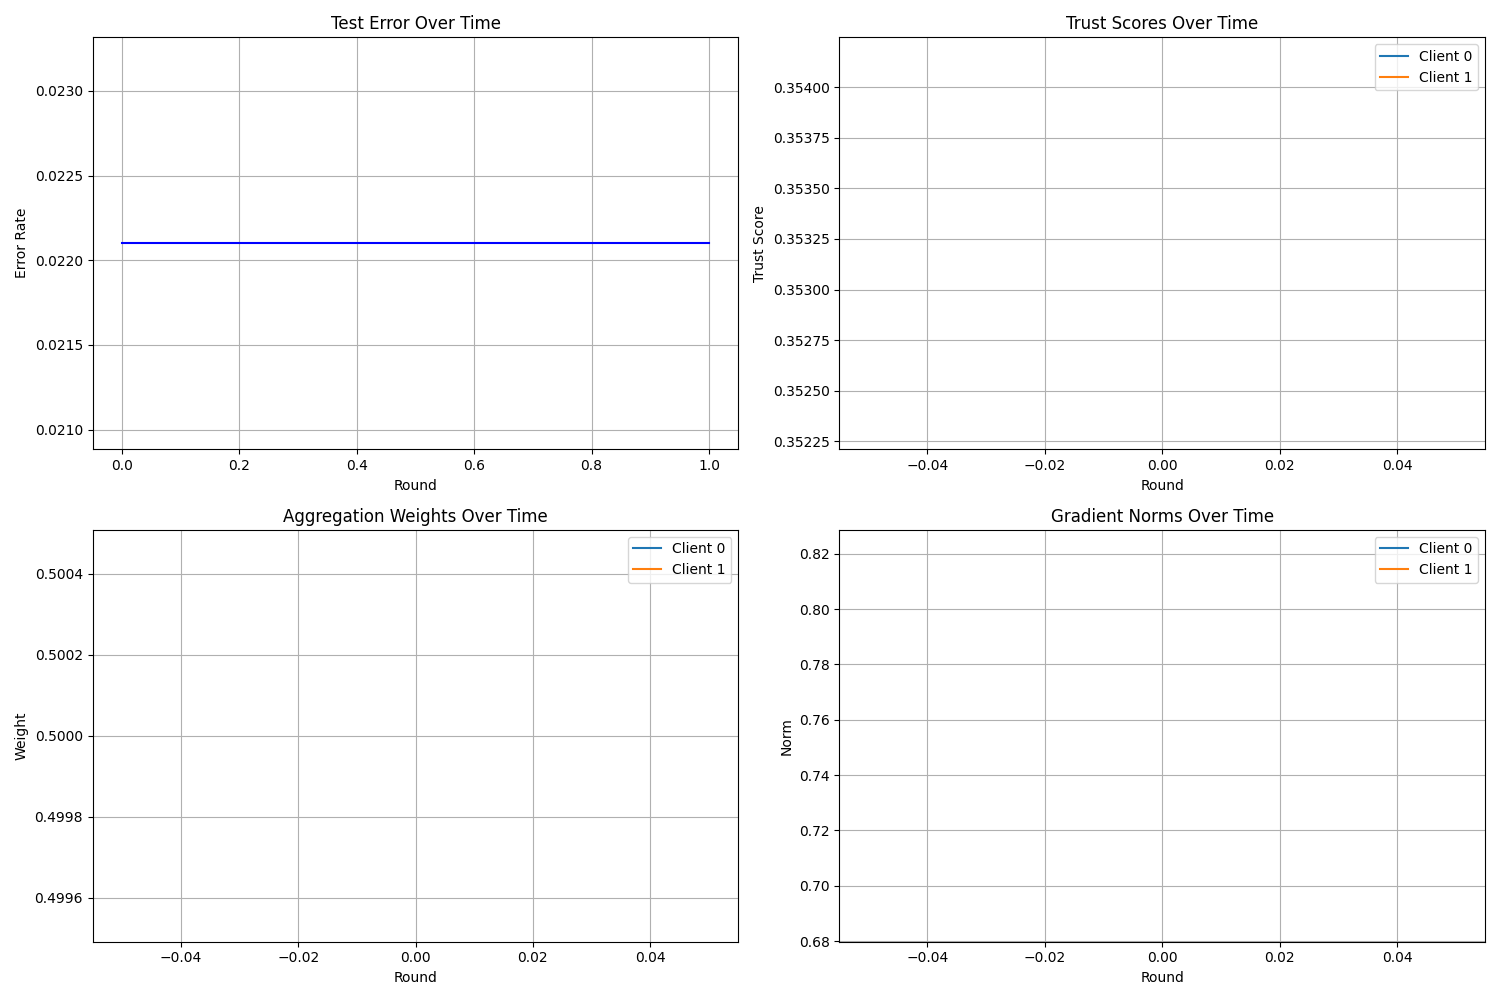 Test Error Over Time
Error Rate
0.0230
0.0225
0.0220
0.0215
0.0210
0.0 0.2 0.4 0.6 0.8 1.0
Round
Trust Scores Over Time
Trust Score
0.35400
0.35375
0.35350
0.35325
0.35300
0.35275
0.35250
0.35225
Client 0
Client 1
−0.04 −0.02 0.00 0.02 0.04
Round
Aggregation Weights Over Time
Weight
0.5004
0.5002
0.5000
0.4998
0.4996
Client 0
Client 1
−0.04 −0.02 0.00 0.02 0.04
Round
Gradient Norms Over Time
Norm
0.82
0.80
0.78
0.76
0.74
0.72
0.70
0.68
Client 0
Client 1
−0.04 −0.02 0.00 0.02 0.04
Round